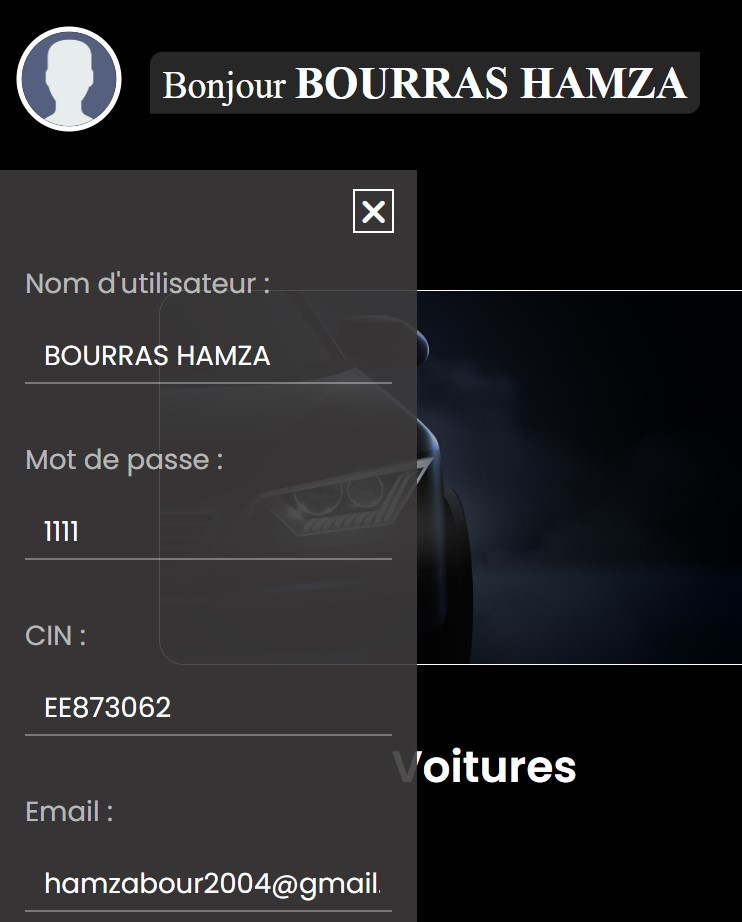 Bonjour BOURRAS HAMZA
Nom d'utilisateur :
BOURRAS HAMZA
Mot de passe :
1111
CIN :
EE873062
Voitures
Email :
hamzabour2004@gmail.